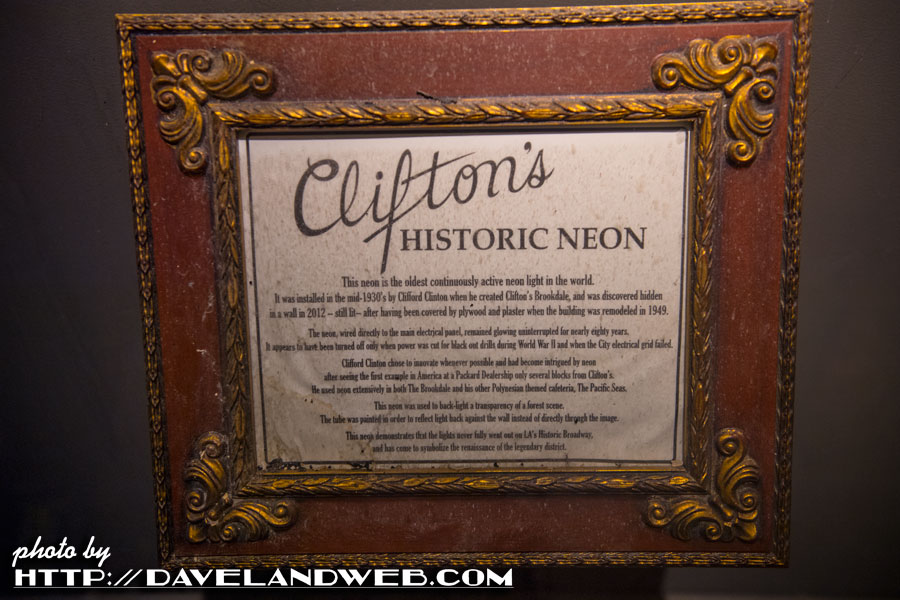 Clifton's
HISTORIC NEON
This neon is the oldest continuously active neon light in the world.
It was installed in the mid-1930's by Clifford Clinton when he created Clifton's Brookdale, and was discovered hidden
in a wall in 2012 – still lit– after having been covered by plywood and plaster when the building was remodeled in 1949.
The neon, wired directly to the main electrical panel, remained glowing uninterrupted for nearly eighty years.
It appears to have been turned off only when power was cut for black out drills during World War II and when the City electrical grid failed.
Clifford Clinton chose to innovate whenever possible and had become intrigued by neon
after seeing the first example in America at a Packard Dealership only several blocks from Clifton's.
He used neon extensively in both The Brookdale and his other Polynesian themed cafeteria, The Pacific Seas.
This neon was used to back-light a transparency of a forest scene.
The tube was painted in order to reflect light back against the wall instead of directly through the image.
This neon demonstrates that the lights never fully went out on LA's Historic Broadway,
and has come to symbolize the renaissance of the legendary district.
photo by
HTTP://DAVELANDWEB.COM